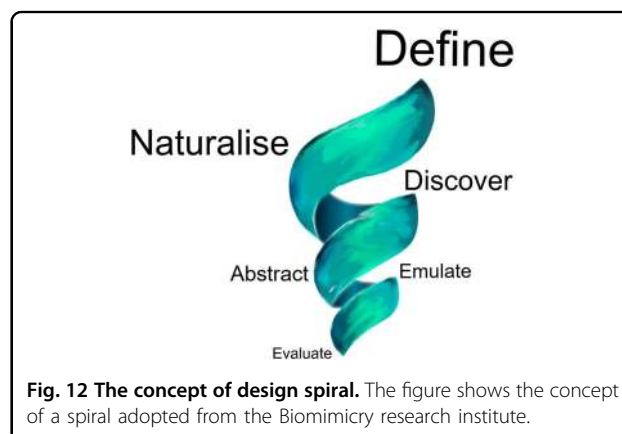 Define
Naturalise
Discover
Abstract
Emulate
Evaluate
Fig. 12 The concept of design spiral. The figure shows the concept
of a spiral adopted from the Biomimicry research institute.